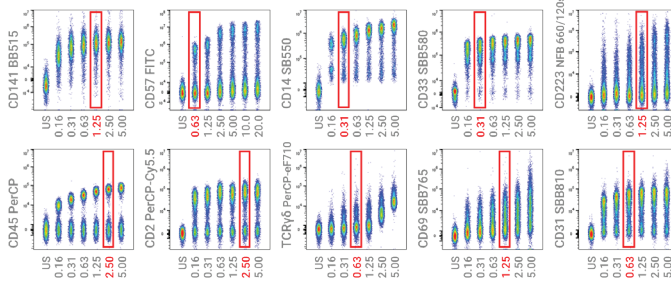 CD141 BB515
US 0.16 0.31 0.63 1.25 2.50 5.00
CD57 FITC
US 0.63 1.25 2.50 5.00 10.0 20.0
CD14 SB550
US 0.16 0.31 0.63 1.25 2.50 5.00
CD33 SBB580
US 0.16 0.31 0.63 1.25 2.50 5.00
CD223 NFB 660/120s
US 0.16 0.31 0.63 1.25 2.50 5.00
CD45 PerCP
US 0.16 0.31 0.63 1.25 2.50 5.00
CD2 PerCP-Cy5.5
US 0.16 0.31 0.63 1.25 2.50 5.00
TCRγδ PerCP-eF710
US 0.16 0.31 0.63 1.25 2.50 5.00
CD69 SBB765
US 0.16 0.31 0.63 1.25 2.50 5.00
CD31 SBB810
US 0.16 0.31 0.63 1.25 2.50 5.00